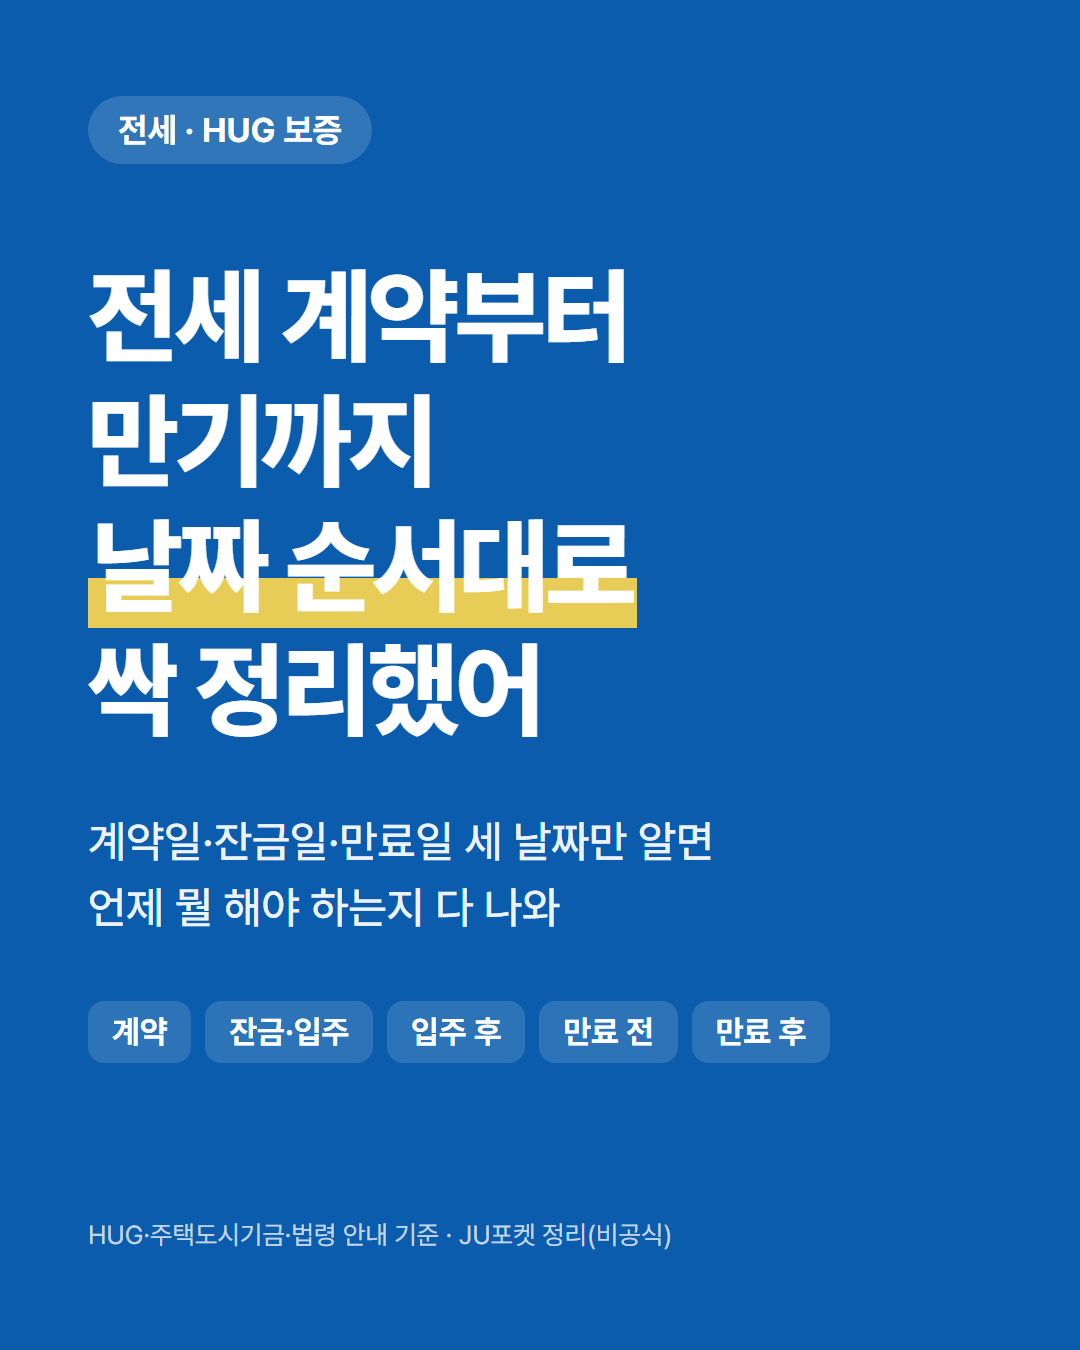 전세 · HUG 보증
전세 계약부터
만기까지
날짜 순서대로
싹 정리했어
계약일·잔금일·만료일 세 날짜만 알면
언제 뭘 해야 하는지 다 나와
계약
잔금·입주
입주 후
만료 전
만료 후
HUG·주택도시기금·법령 안내 기준 · JU포켓 정리(비공식)